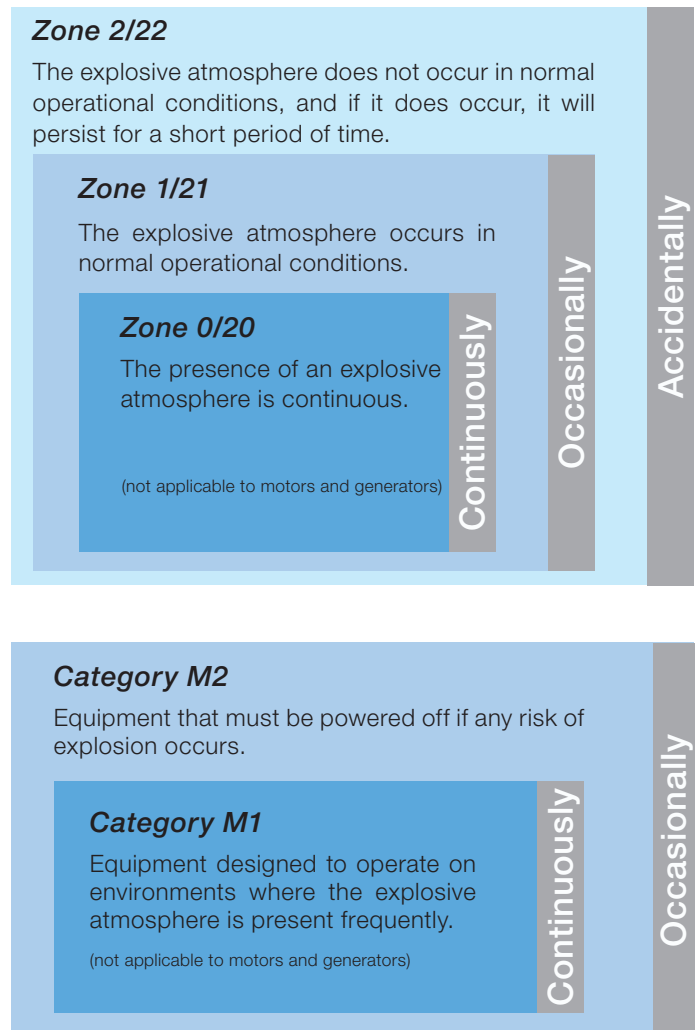 Zone 2/22
The explosive atmosphere does not occur in normal
operational conditions, and if it does occur, it will
persist for a short period of time.
Zone 1/21
The explosive atmosphere occurs in
normal operational conditions.
Zone 0/20
The presence of an explosive
atmosphere is continuous.
(not applicable to motors and generators)
Continuously
Occasionally
Accidentally
Category M2
Equipment that must be powered off if any risk of
explosion occurs.
Category M1
Equipment designed to operate on
environments where the explosive
atmosphere is present frequently.
(not applicable to motors and generators)
Continuously
Occasionally